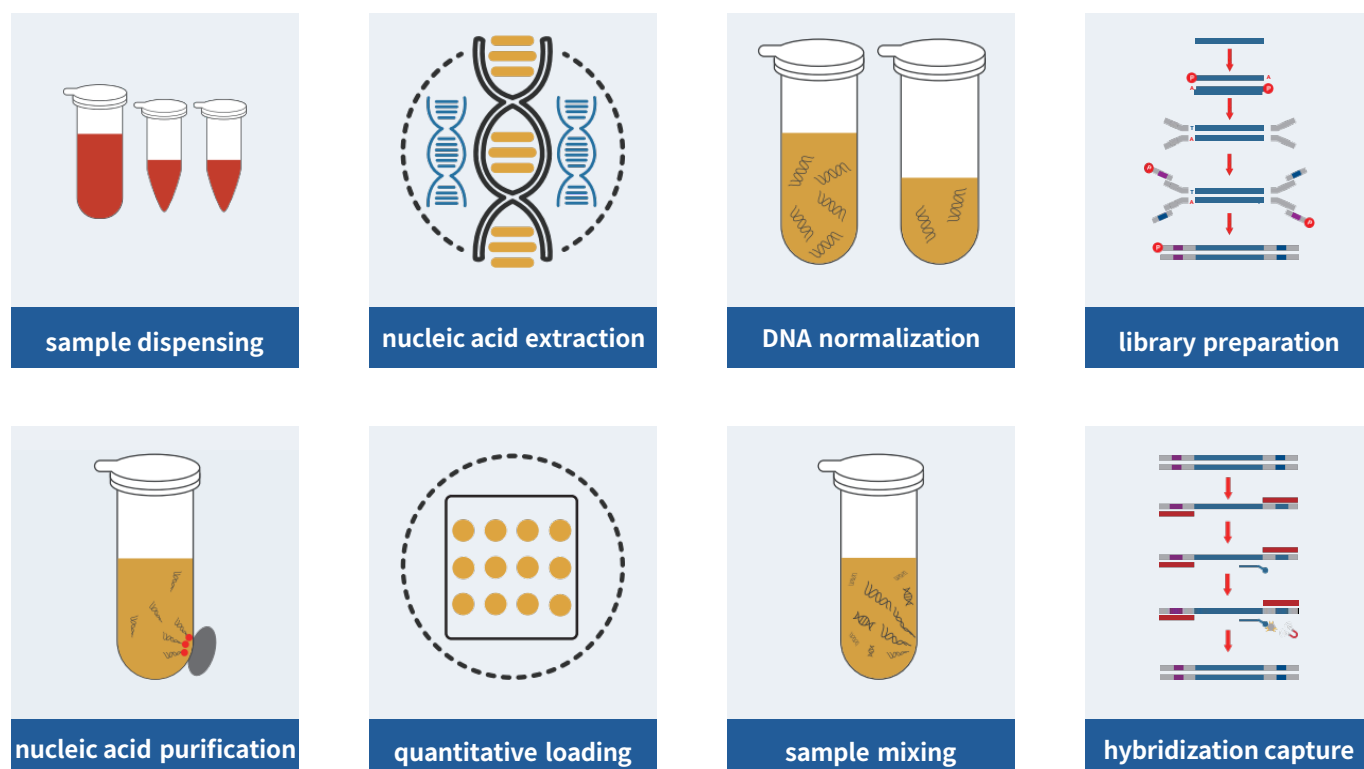 sample dispensing
nucleic acid extraction
DNA normalization
library preparation
P
A
A
P
T
A
P
T
A
P
P
nucleic acid purification
quantitative loading
sample mixing
hybridization capture